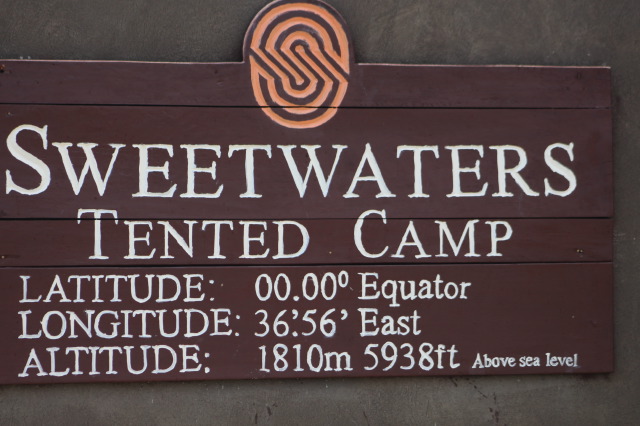 SWEETWATERS
TENTED CAMP
LATITUDE: 00.00⁰ Equator
LONGITUDE: 36:56' East
ALTITUDE: 1810m 5938ft Above sea level